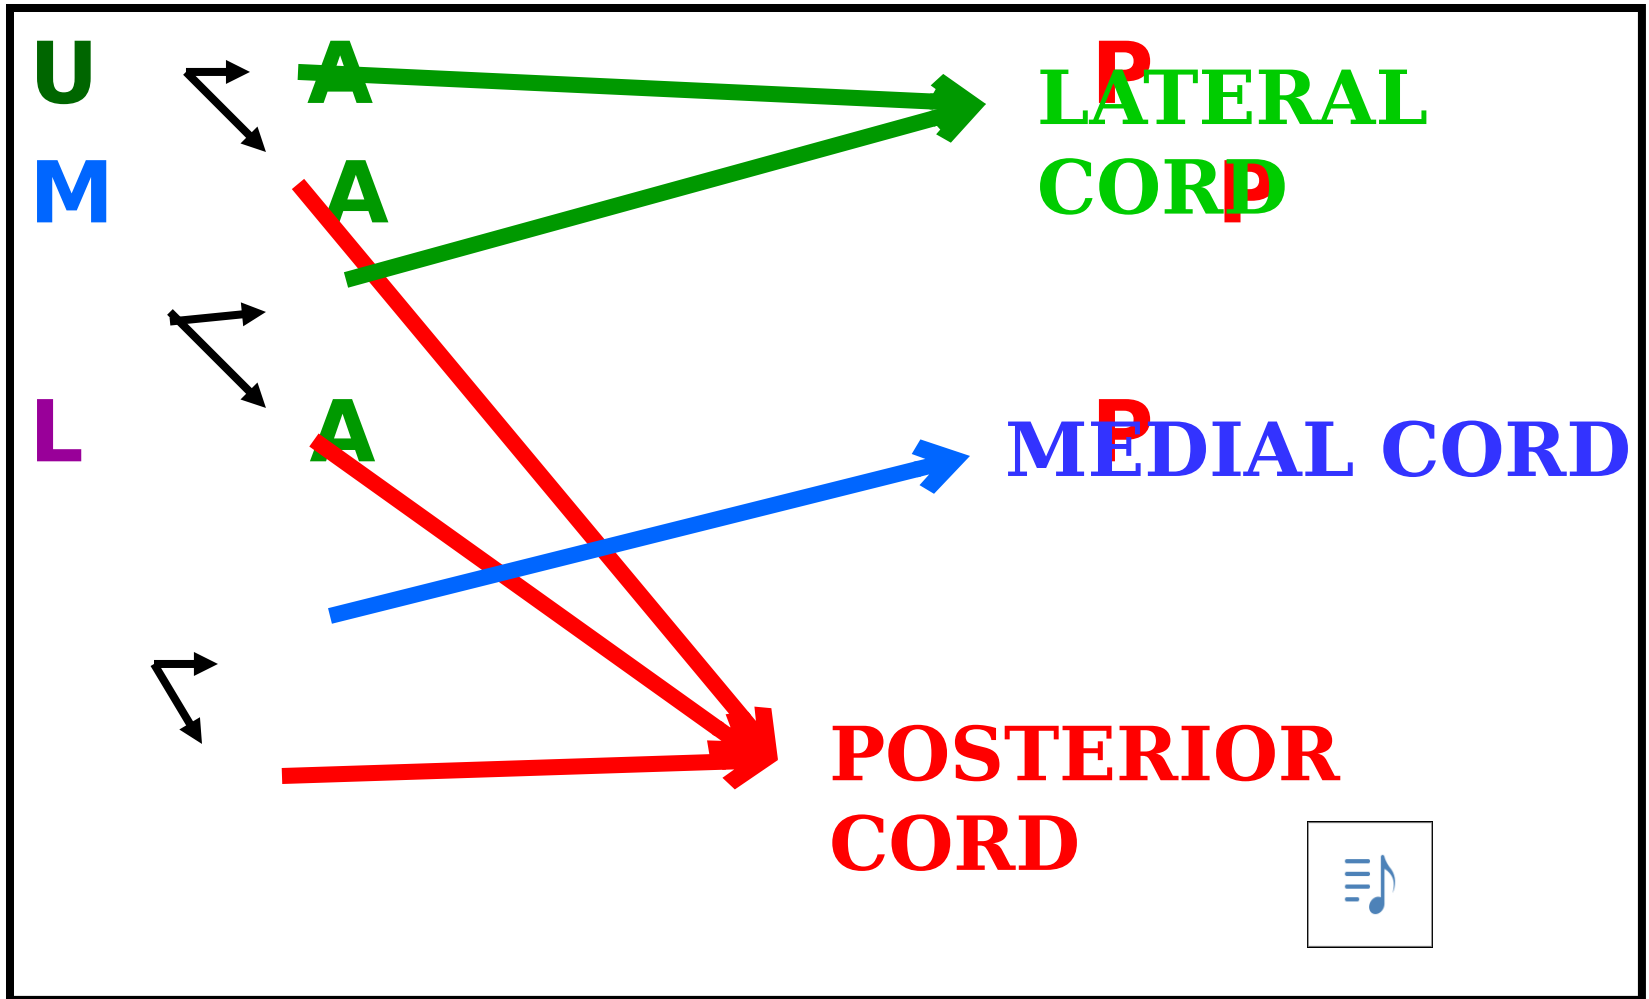 U A P
LATERAL
M A CORD P
L A P
MEDIAL CORD
POSTERIOR
CORD